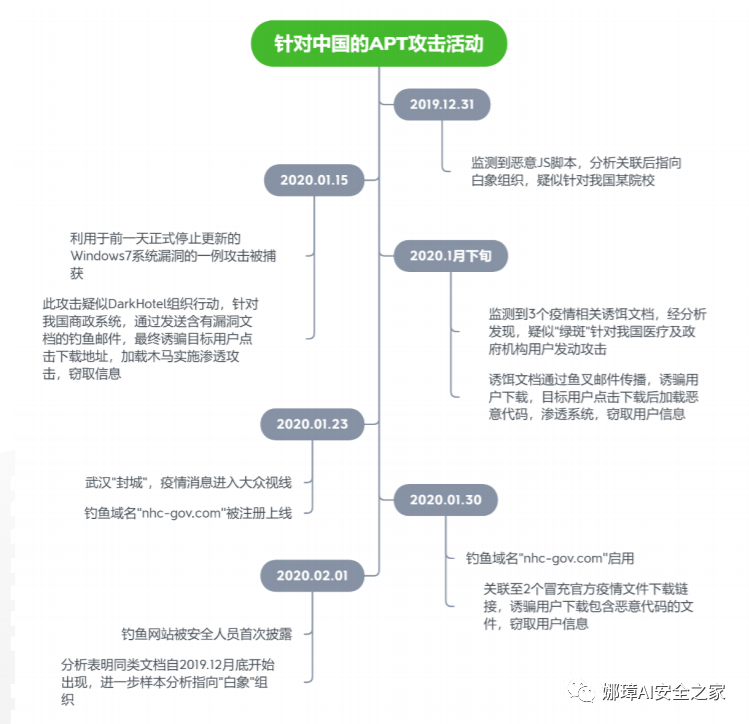 针对中国的APT攻击活动
2019.12.31
监测到恶意JS脚本，分析关联后指向
白象组织，疑似针对我国某院校
2020.01.15
利用于前一天正式停止更新的
Windows7系统漏洞的一例攻击被捕
获
此攻击疑似DarkHotel组织行动，针对
我国商政系统，通过发送含有漏洞文
档的钓鱼邮件，最终诱骗目标用户点
击下载地址，加载木马实施渗透攻
击，窃取信息
2020.1月下旬
监测到3个疫情相关诱饵文档，经分析
发现，疑似"绿斑"针对我国医疗及政
府机构用户发动攻击
诱饵文档通过鱼叉邮件传播，诱骗用
户下载，目标用户点击下载后加载恶
意代码，渗透系统，窃取用户信息
2020.01.23
武汉"封城"，疫情消息进入大众视线
钓鱼域名"nhc-gov.com"被注册上线
2020.01.30
钓鱼域名"nhc-gov.com"启用
关联至2个冒充官方疫情文件下载链
接，诱骗用户下载包含恶意代码的文
件，窃取用户信息
2020.02.01
钓鱼网站被安全人员首次披露
分析表明同类文档自2019.12月底开始
出现，进一步样本分析指向"白象"组
织
娜璋AI安全之家